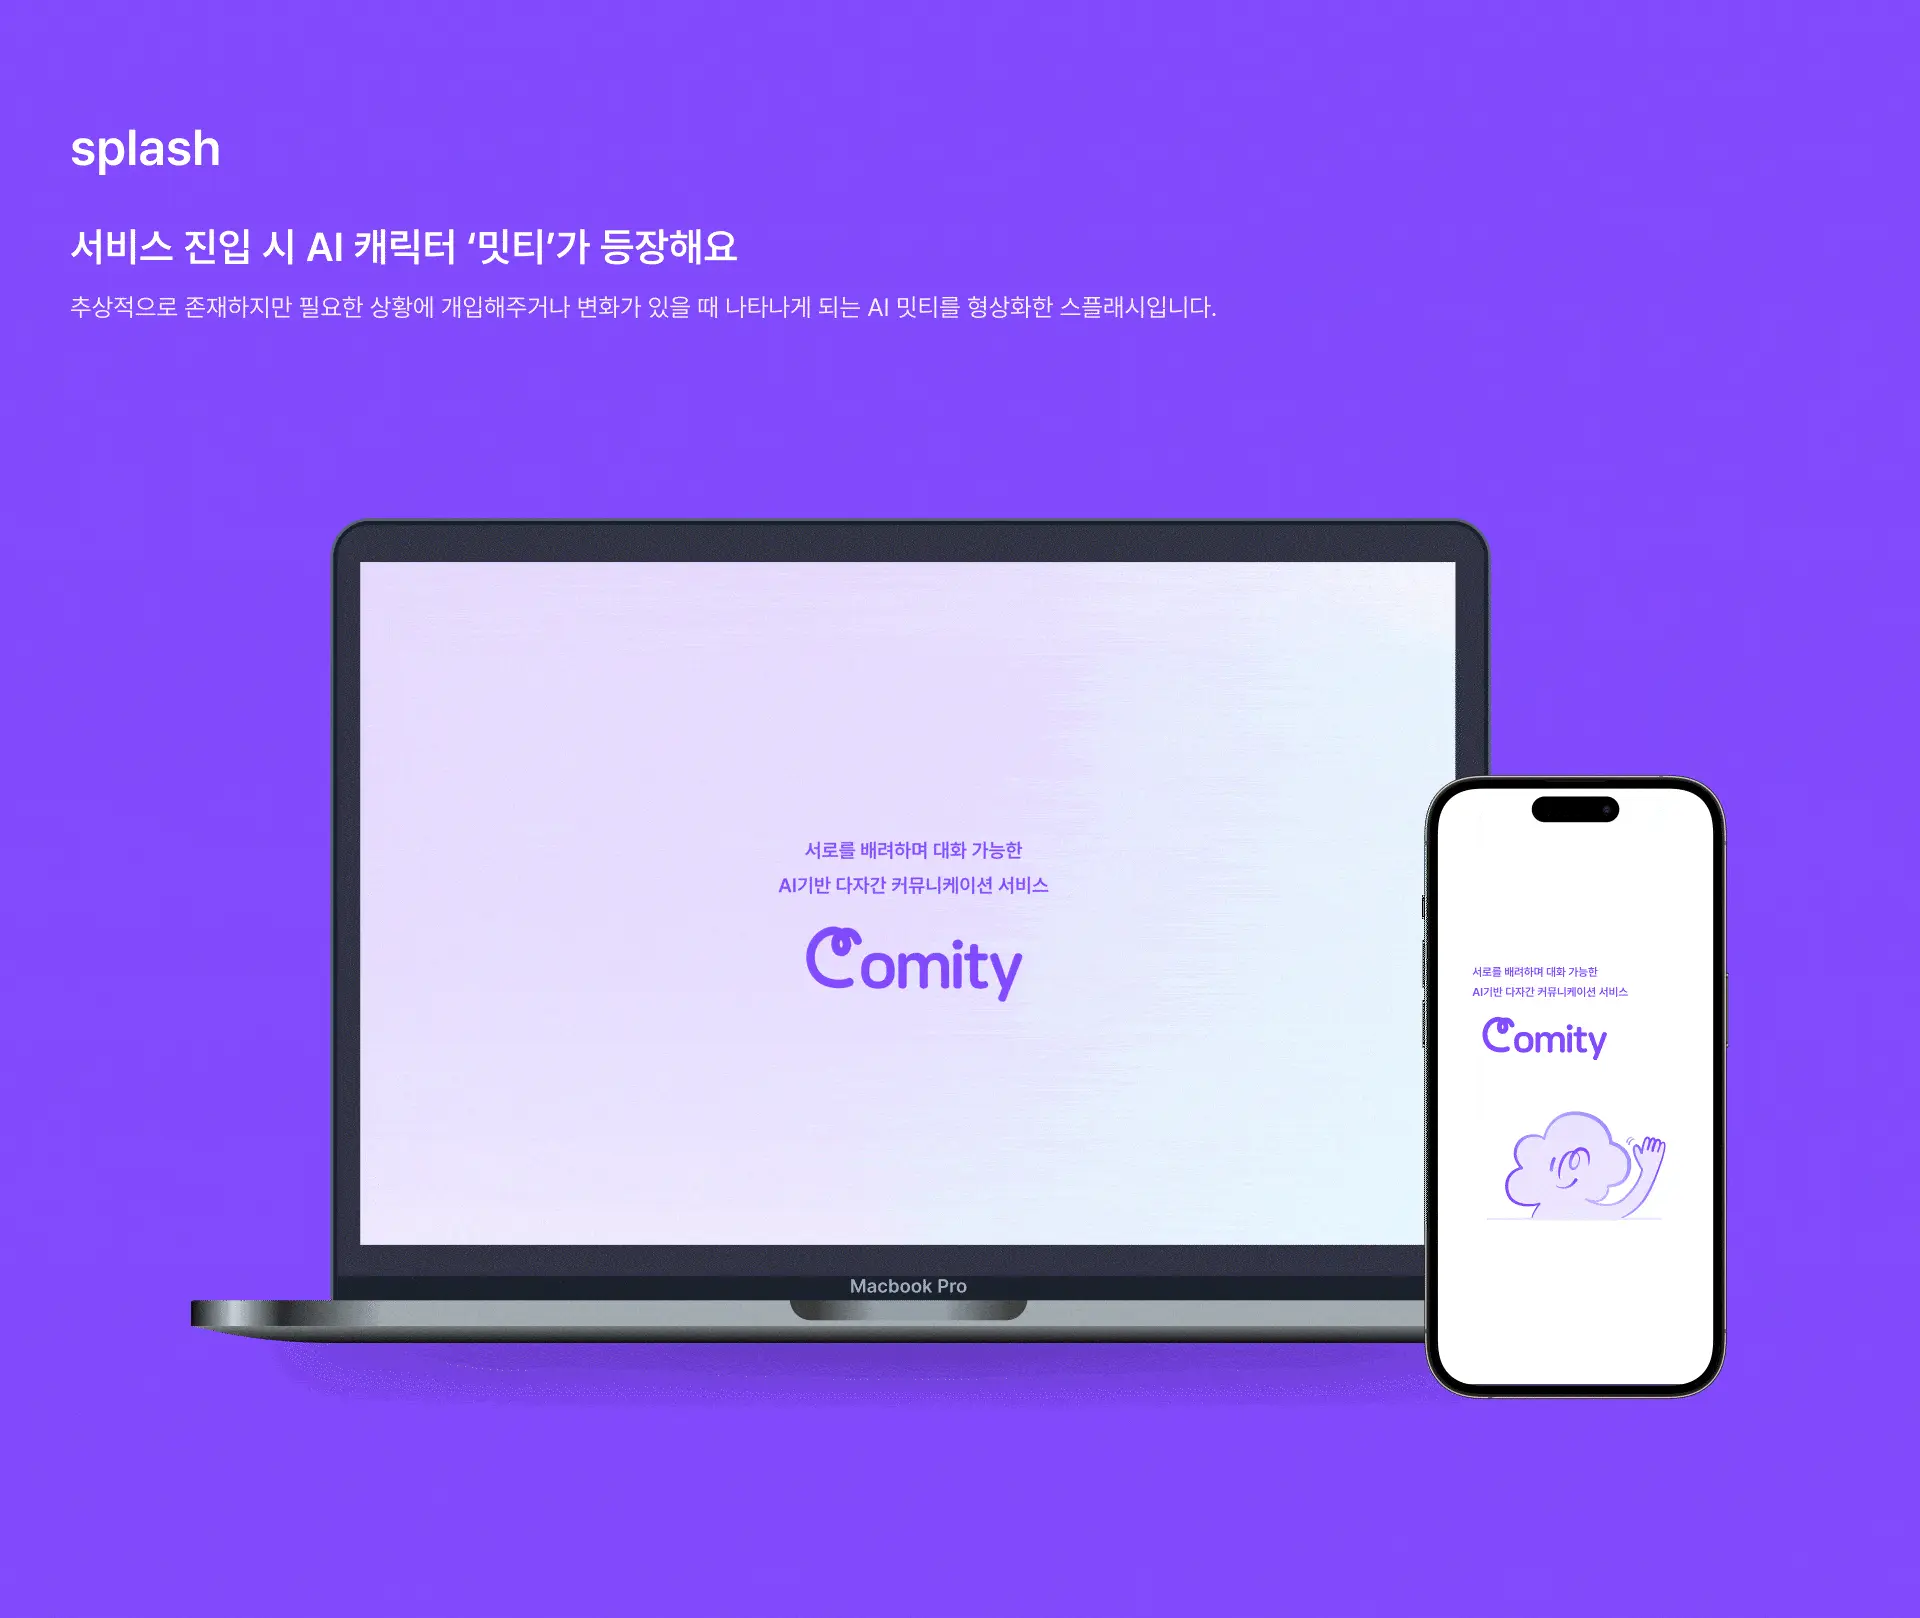 splash
서비스 진입 시 AI 캐릭터 ‘밋티’가 등장해요
추상적으로 존재하지만 필요한 상황에 개입해주거나 변화가 있을 때 나타나게 되는 AI 밋티를 형상화한 스플래시입니다.
서로를 배려하며 대화 가능한
AI기반 다자간 커뮤니케이션 서비스
Comity
Macbook Pro
서로를 배려하며 대화 가능한
AI기반 다자간 커뮤니케이션 서비스
Comity